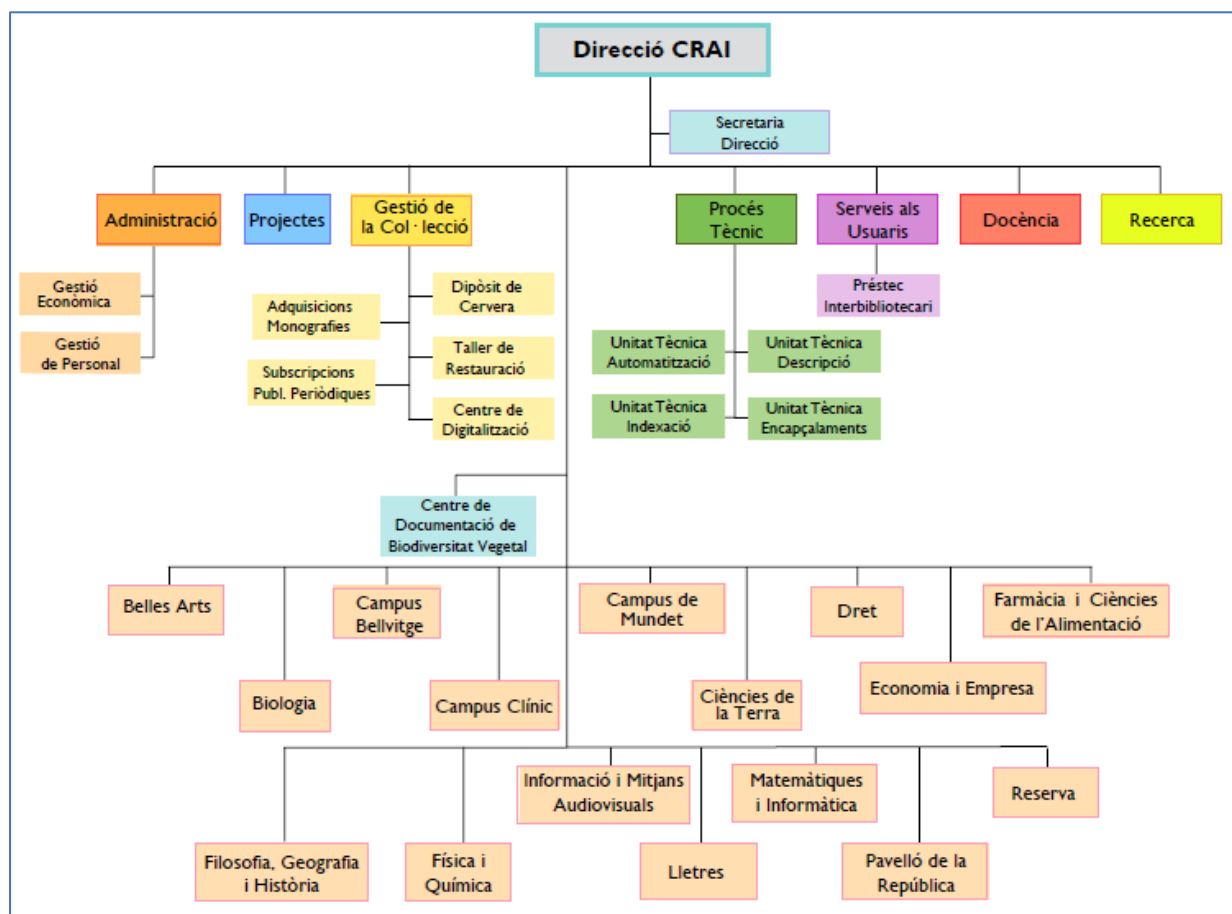 Direcció CRAI
Secretaria
Direcció
Administració
Projectes
Gestió de
la Col·lecció
Procés
Tècnic
Serveis als
Usuaris
Docència
Recerca
Gestió
Econòmica
Gestió
de Personal
Adquisicions
Monografies
Subscripcions
Publ. Periòdiques
Dipòsit de
Cervera
Taller de
Restauració
Centre de
Digitalització
Préstec
Interbibliotecari
Unitat Tècnica
Automatització
Unitat Tècnica
Descripció
Unitat Tècnica
Indexació
Unitat Tècnica
Encapçalaments
Centre de
Documentació de
Biodiversitat Vegetal
Belles Arts
Campus
Bellvitge
Campus de
Mundet
Dret
Farmàcia i Ciències
de l'Alimentació
Biologia
Campus Clínic
Ciències de
la Terra
Economia i Empresa
Informació i Mitjans
Audiovisuals
Matemàtiques
i Informàtica
Reserva
Filosofia, Geografia
i Història
Física i
Química
Lletres
Pavelló de la
República